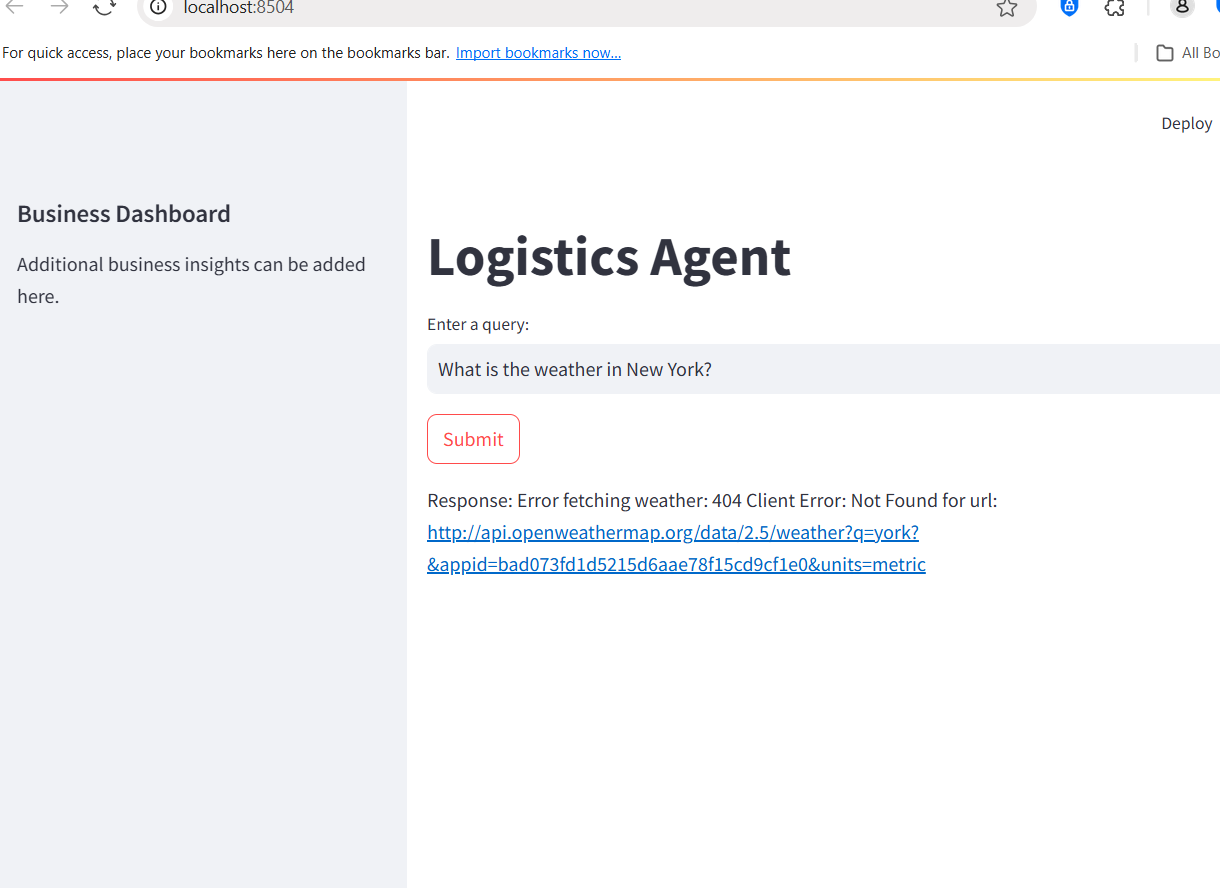 localhost:8504
For quick access, place your bookmarks here on the bookmarks bar. Import bookmarks now...
All Bo
Deploy
Business Dashboard
Additional business insights can be added
here.
Logistics Agent
Enter a query:
What is the weather in New York?
Submit
Response: Error fetching weather: 404 Client Error: Not Found for url:
http://api.openweathermap.org/data/2.5/weather?q=york?
&appid=bad073fd1d5215d6aae78f15cd9cf1e0&units=metric